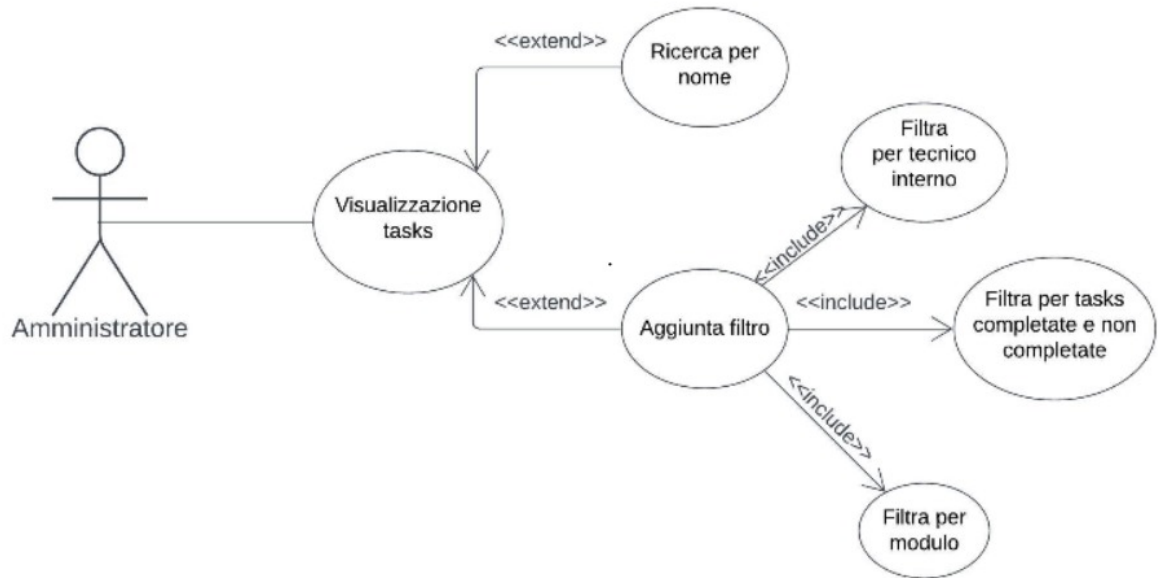 <<extend>>
Ricerca per
nome
Filtra
per tecnico
interno
Visualizzazione
tasks
<<include>>
<<extend>>
Aggiunta filtro
<<include>>
Filtra per tasks
completate e non
completate
Amministratore
<<include>>
Filtra per
modulo